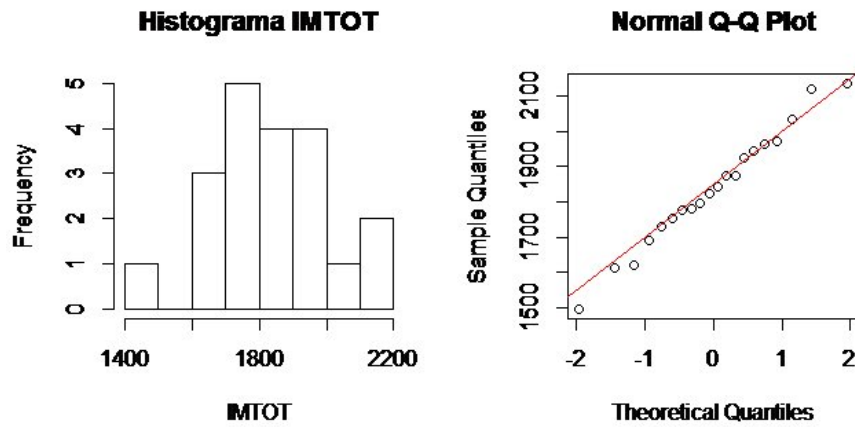 Histograma IMTOT
Frequency
0 1 2 3 4 5
1400 1800 2200
IMTOT
Normal Q-Q Plot
Sample Quantiles
1500 1700 1900 2100
-2 -1 0 1 2
Theoretical Quantiles